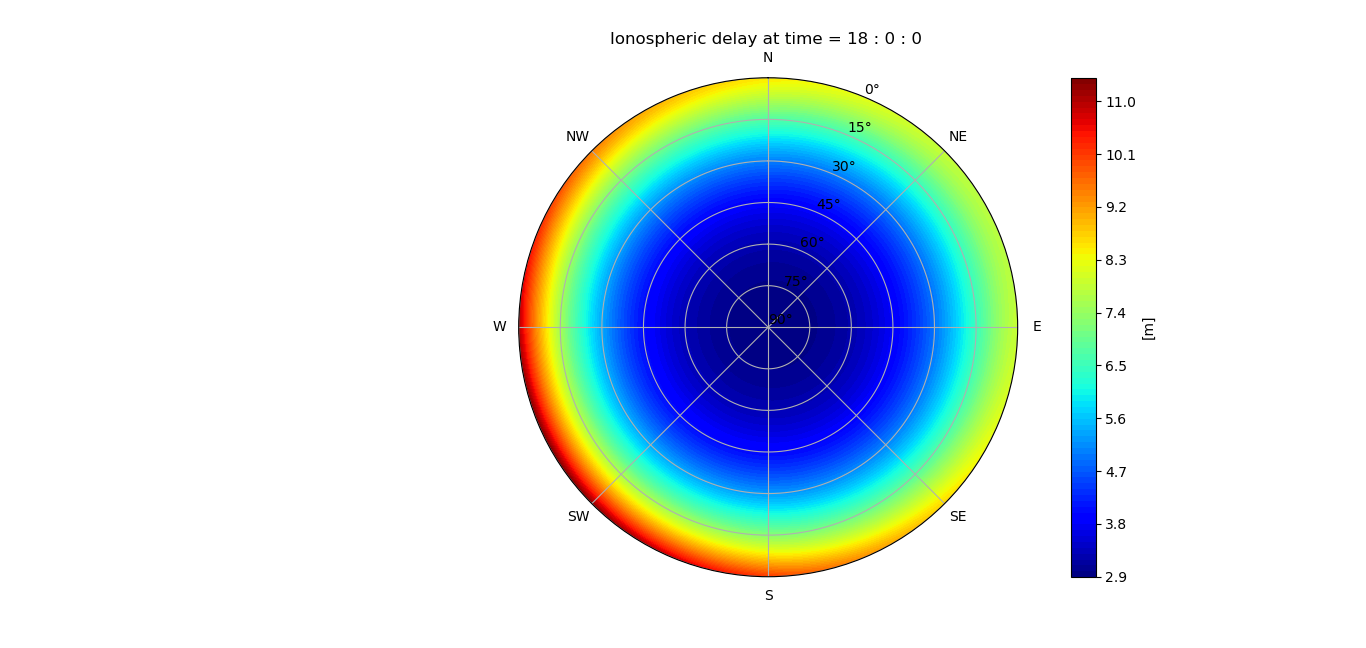 Ionospheric delay at time = 18 : 0 : 0
N
0°
NW
15°
NE
30°
45°
60°
75°
90°
W
E
SW
SE
S
11.0
10.1
9.2
8.3
7.4
6.5
5.6
4.7
3.8
2.9
[m]